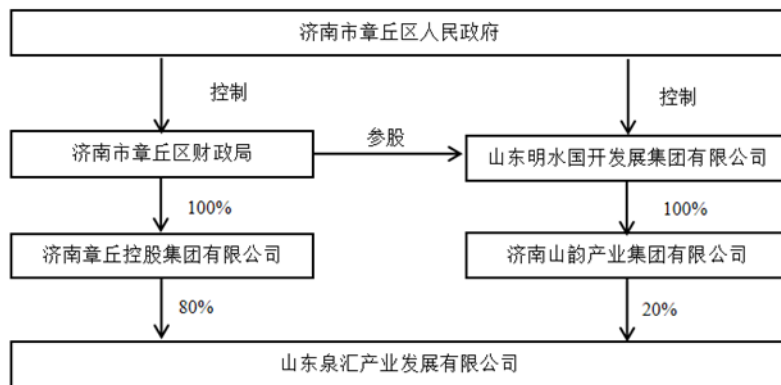 济南市章丘区人民政府
控制
控制
济南市章丘区财政局
参股
山东明水国开发展集团有限公司
100%
100%
济南章丘控股集团有限公司
济南山韵产业集团有限公司
80%
20%
山东泉汇产业发展有限公司